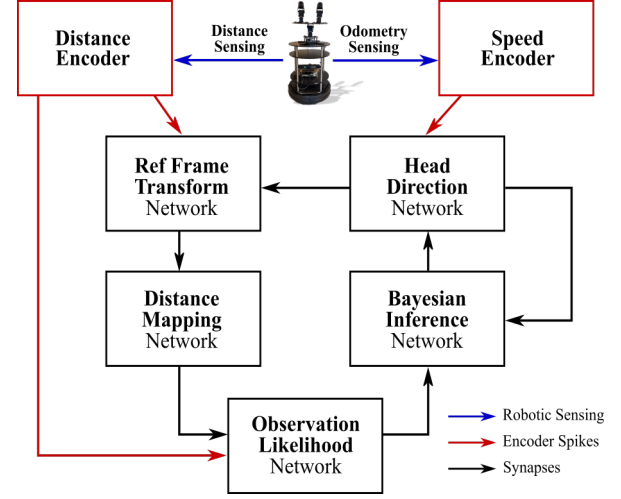 Distance
Encoder
Distance
Sensing
Odometry
Sensing
Speed
Encoder
Ref Frame
Transform
Network
Head
Direction
Network
Distance
Mapping
Network
Bayesian
Inference
Network
Observation
Likelihood
Network
Robotic Sensing
Encoder Spikes
Synapses